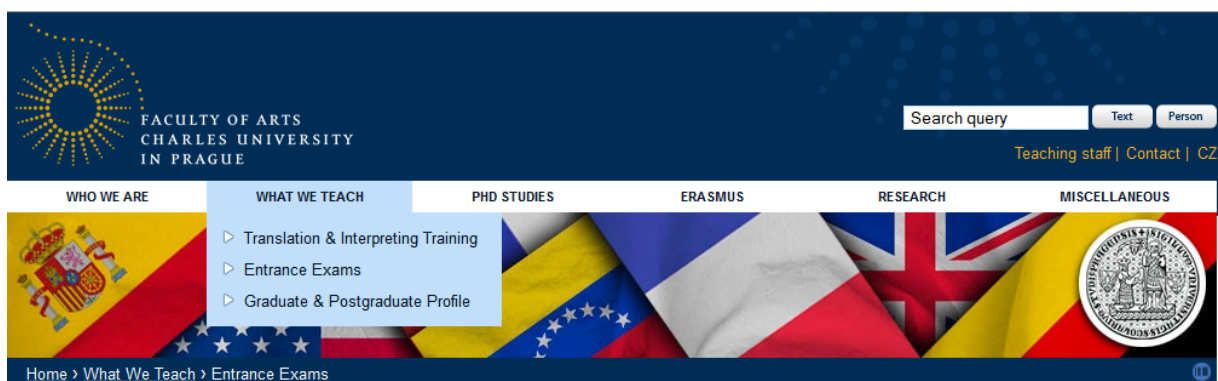 FACULTY OF ARTS
CHARLES UNIVERSITY
IN PRAGUE
Search query
Text
Person
Teaching staff | Contact | CZ
WHO WE ARE
WHAT WE TEACH
PHD STUDIES
ERASMUS
RESEARCH
MISCELLANEOUS
Translation & Interpreting Training
Entrance Exams
Graduate & Postgraduate Profile
Home › What We Teach › Entrance Exams